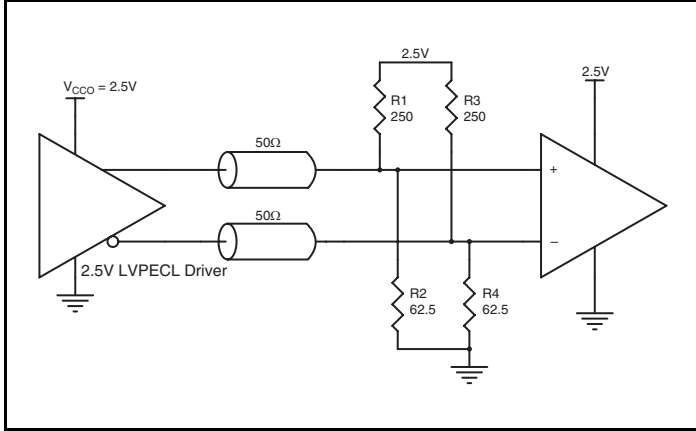 2.5V
V_CCO = 2.5V
2.5V
R1
250
R3
250
50Ω
+
50Ω
−
2.5V LVPECL Driver
R2
62.5
R4
62.5